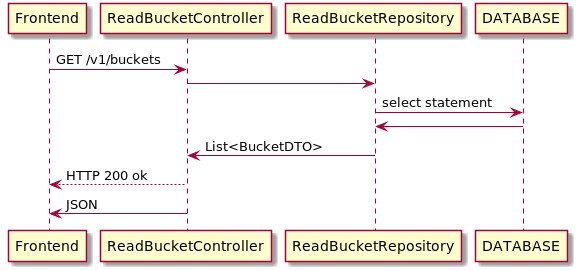 Frontend ReadBucketController ReadBucketRepository DATABASE
GET /v1/buckets
select statement
List<BucketDTO>
HTTP 200 ok
JSON
Frontend ReadBucketController ReadBucketRepository DATABASE